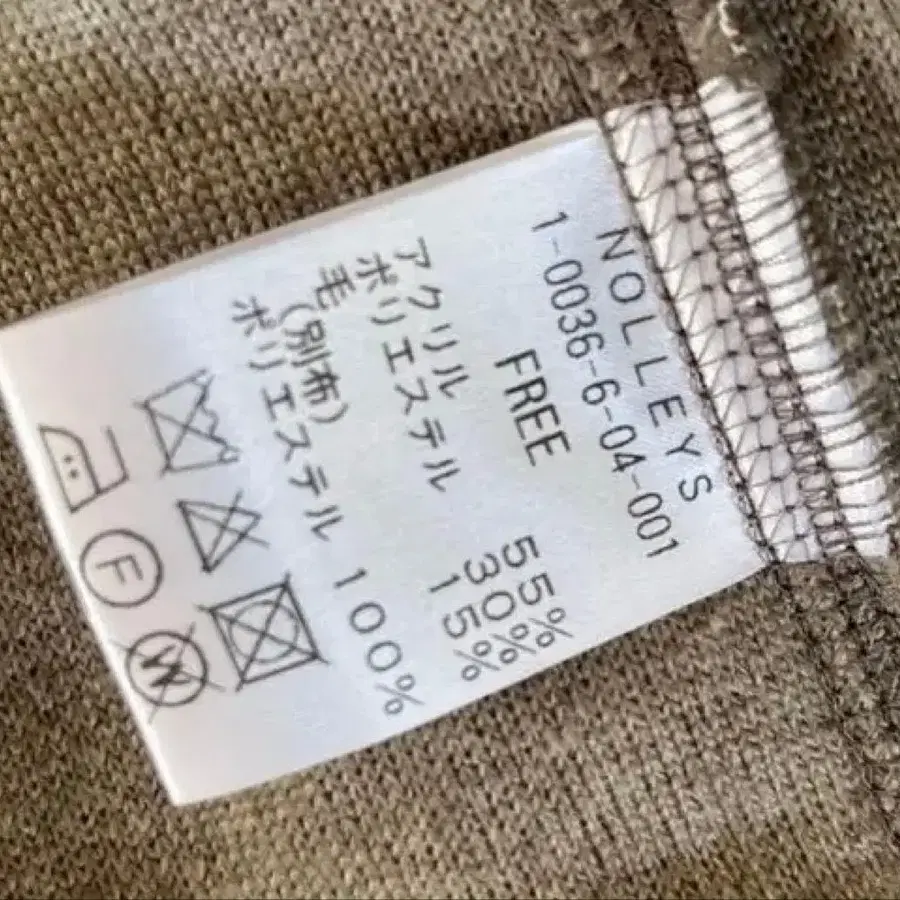 NOLLEYS
1-0036-6-04-001
FREE
アクリル 55%
ポリエステル 30%
毛 15%
(別布)
ポリエステル 100%
F
W